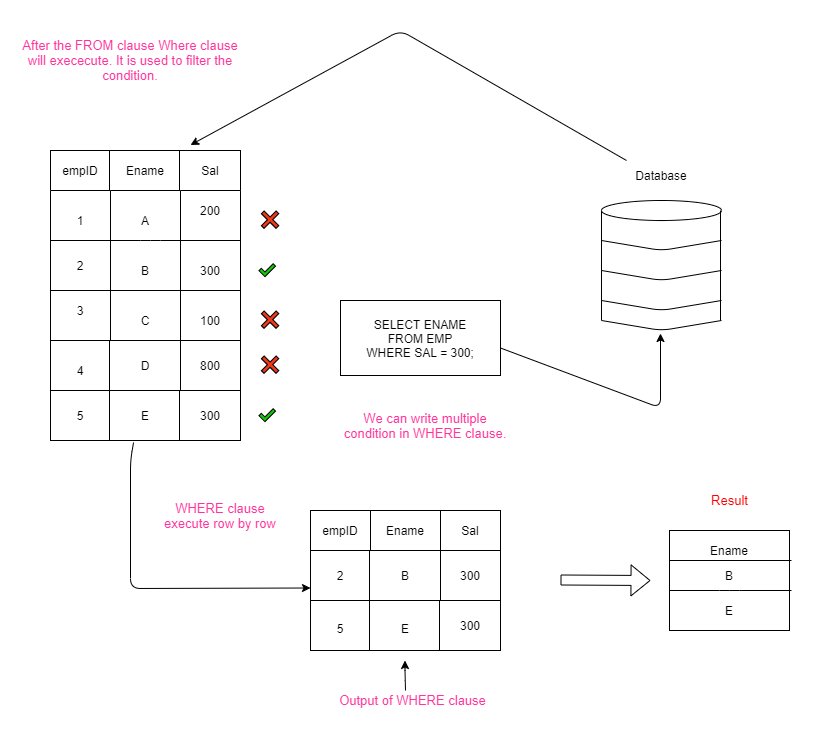 After the FROM clause Where clause
will exececute. It is used to filter the
condition.
Database
empID Ename Sal
1 A 200
2 B 300
3 C 100
4 D 800
5 E 300
SELECT ENAME
FROM EMP
WHERE SAL = 300;
We can write multiple
condition in WHERE clause.
WHERE clause
execute row by row
empID Ename Sal
2 B 300
5 E 300
Output of WHERE clause
Result
Ename
B
E